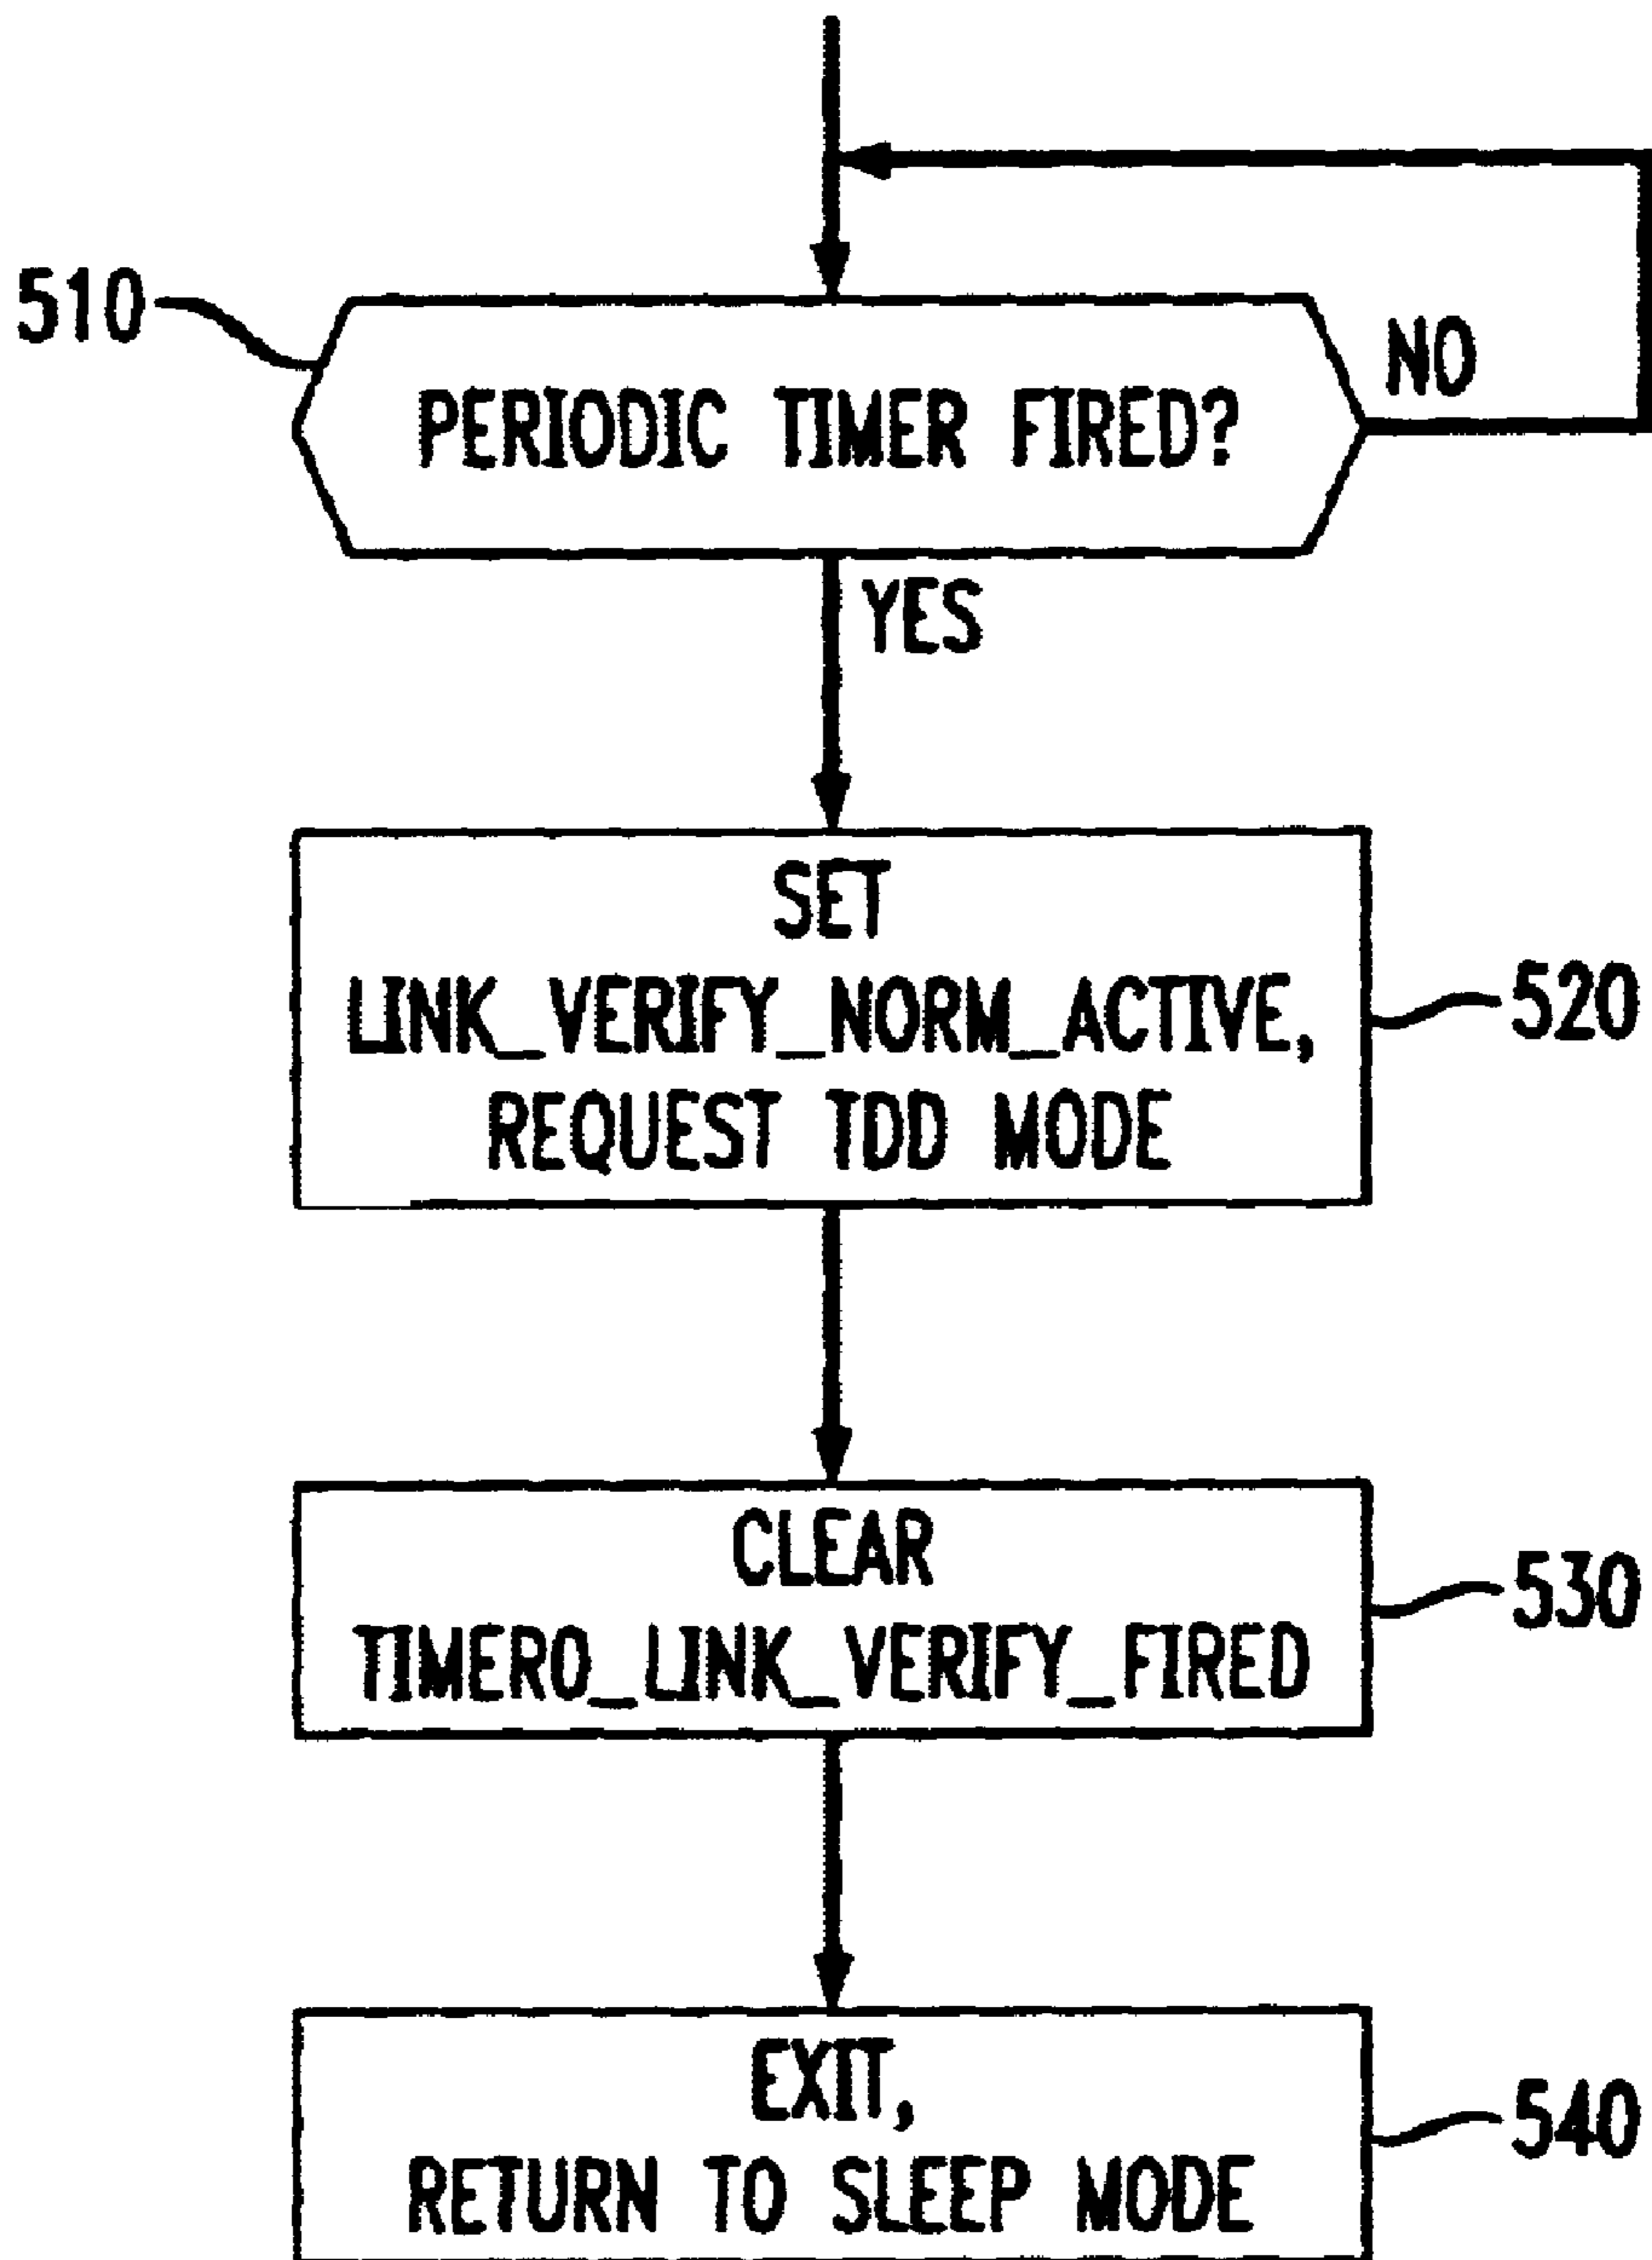 510
PERIODIC TIMER FIRED?
NO
YES
SET
LINK_VERIFY_NORM_ACTIVE,
REQUEST TDD MODE
520
CLEAR
TIMER0_LINK_VERIFY_FIRED
530
EXIT,
RETURN TO SLEEP MODE
540